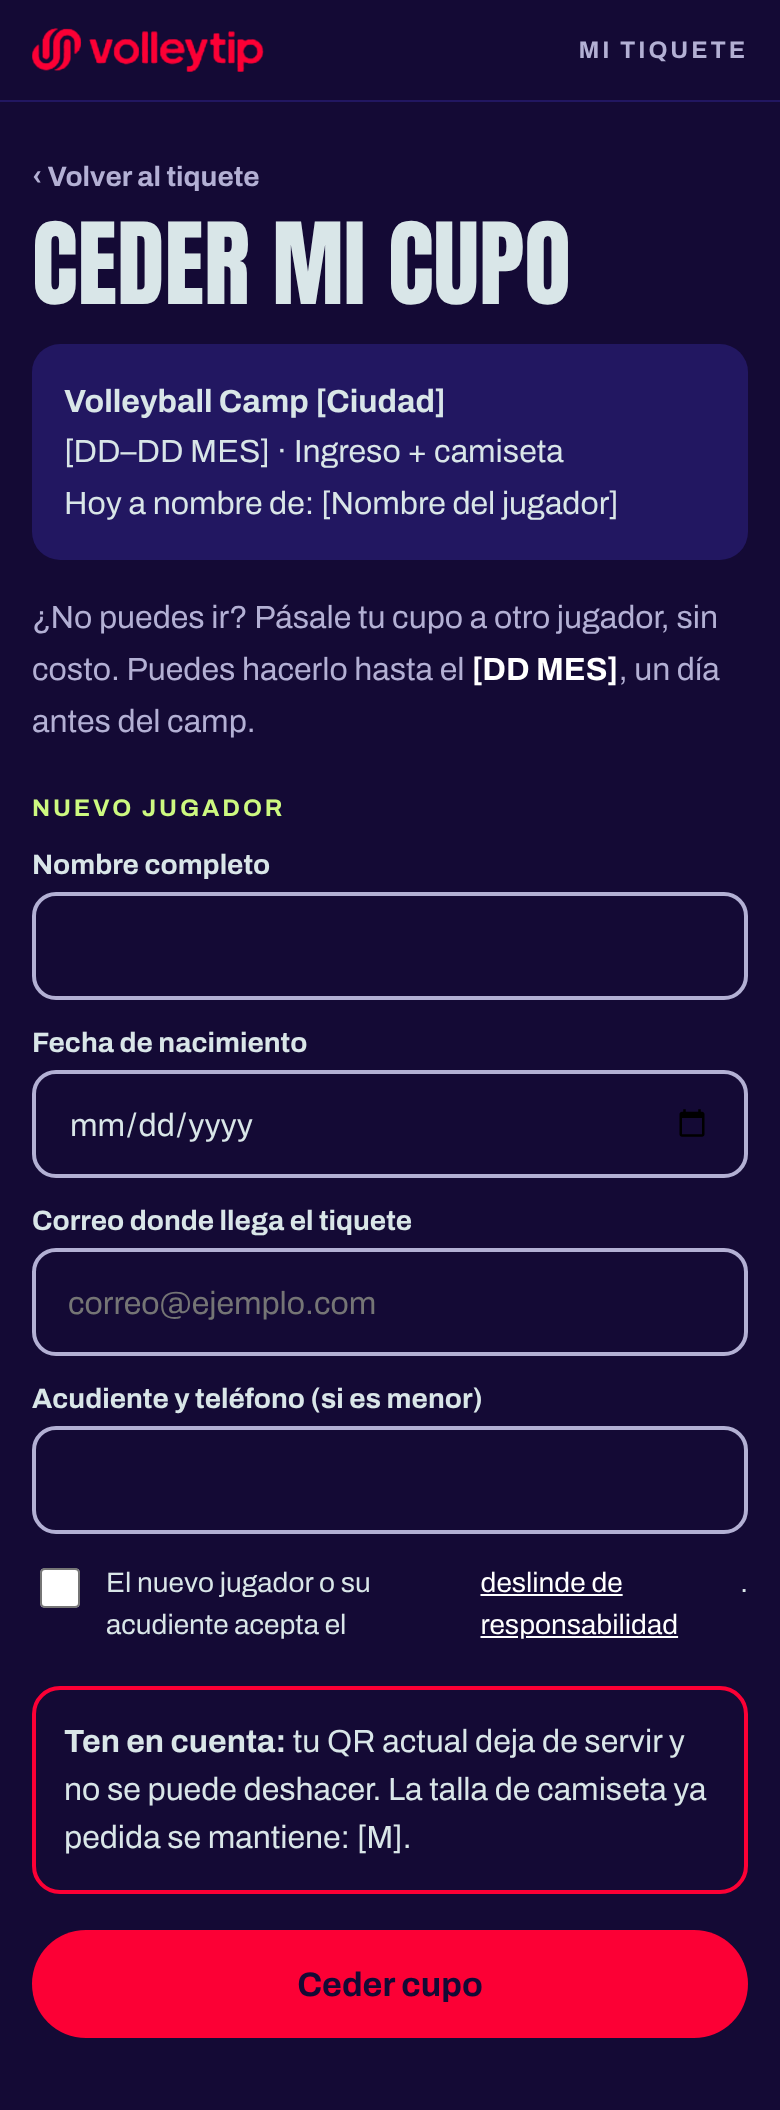 volleytip
MI TIQUETE
‹ Volver al tiquete
CEDER MI CUPO
Volleyball Camp [Ciudad]
[DD–DD MES] · Ingreso + camiseta
Hoy a nombre de: [Nombre del jugador]
¿No puedes ir? Pásale tu cupo a otro jugador, sin
costo. Puedes hacerlo hasta el [DD MES], un día
antes del camp.
NUEVO JUGADOR
Nombre completo
Fecha de nacimiento
mm/dd/yyyy
Correo donde llega el tiquete
correo@ejemplo.com
Acudiente y teléfono (si es menor)
El nuevo jugador o su
acudiente acepta el
deslinde de
responsabilidad
.
Ten en cuenta: tu QR actual deja de servir y
no se puede deshacer. La talla de camiseta ya
pedida se mantiene: [M].
Ceder cupo